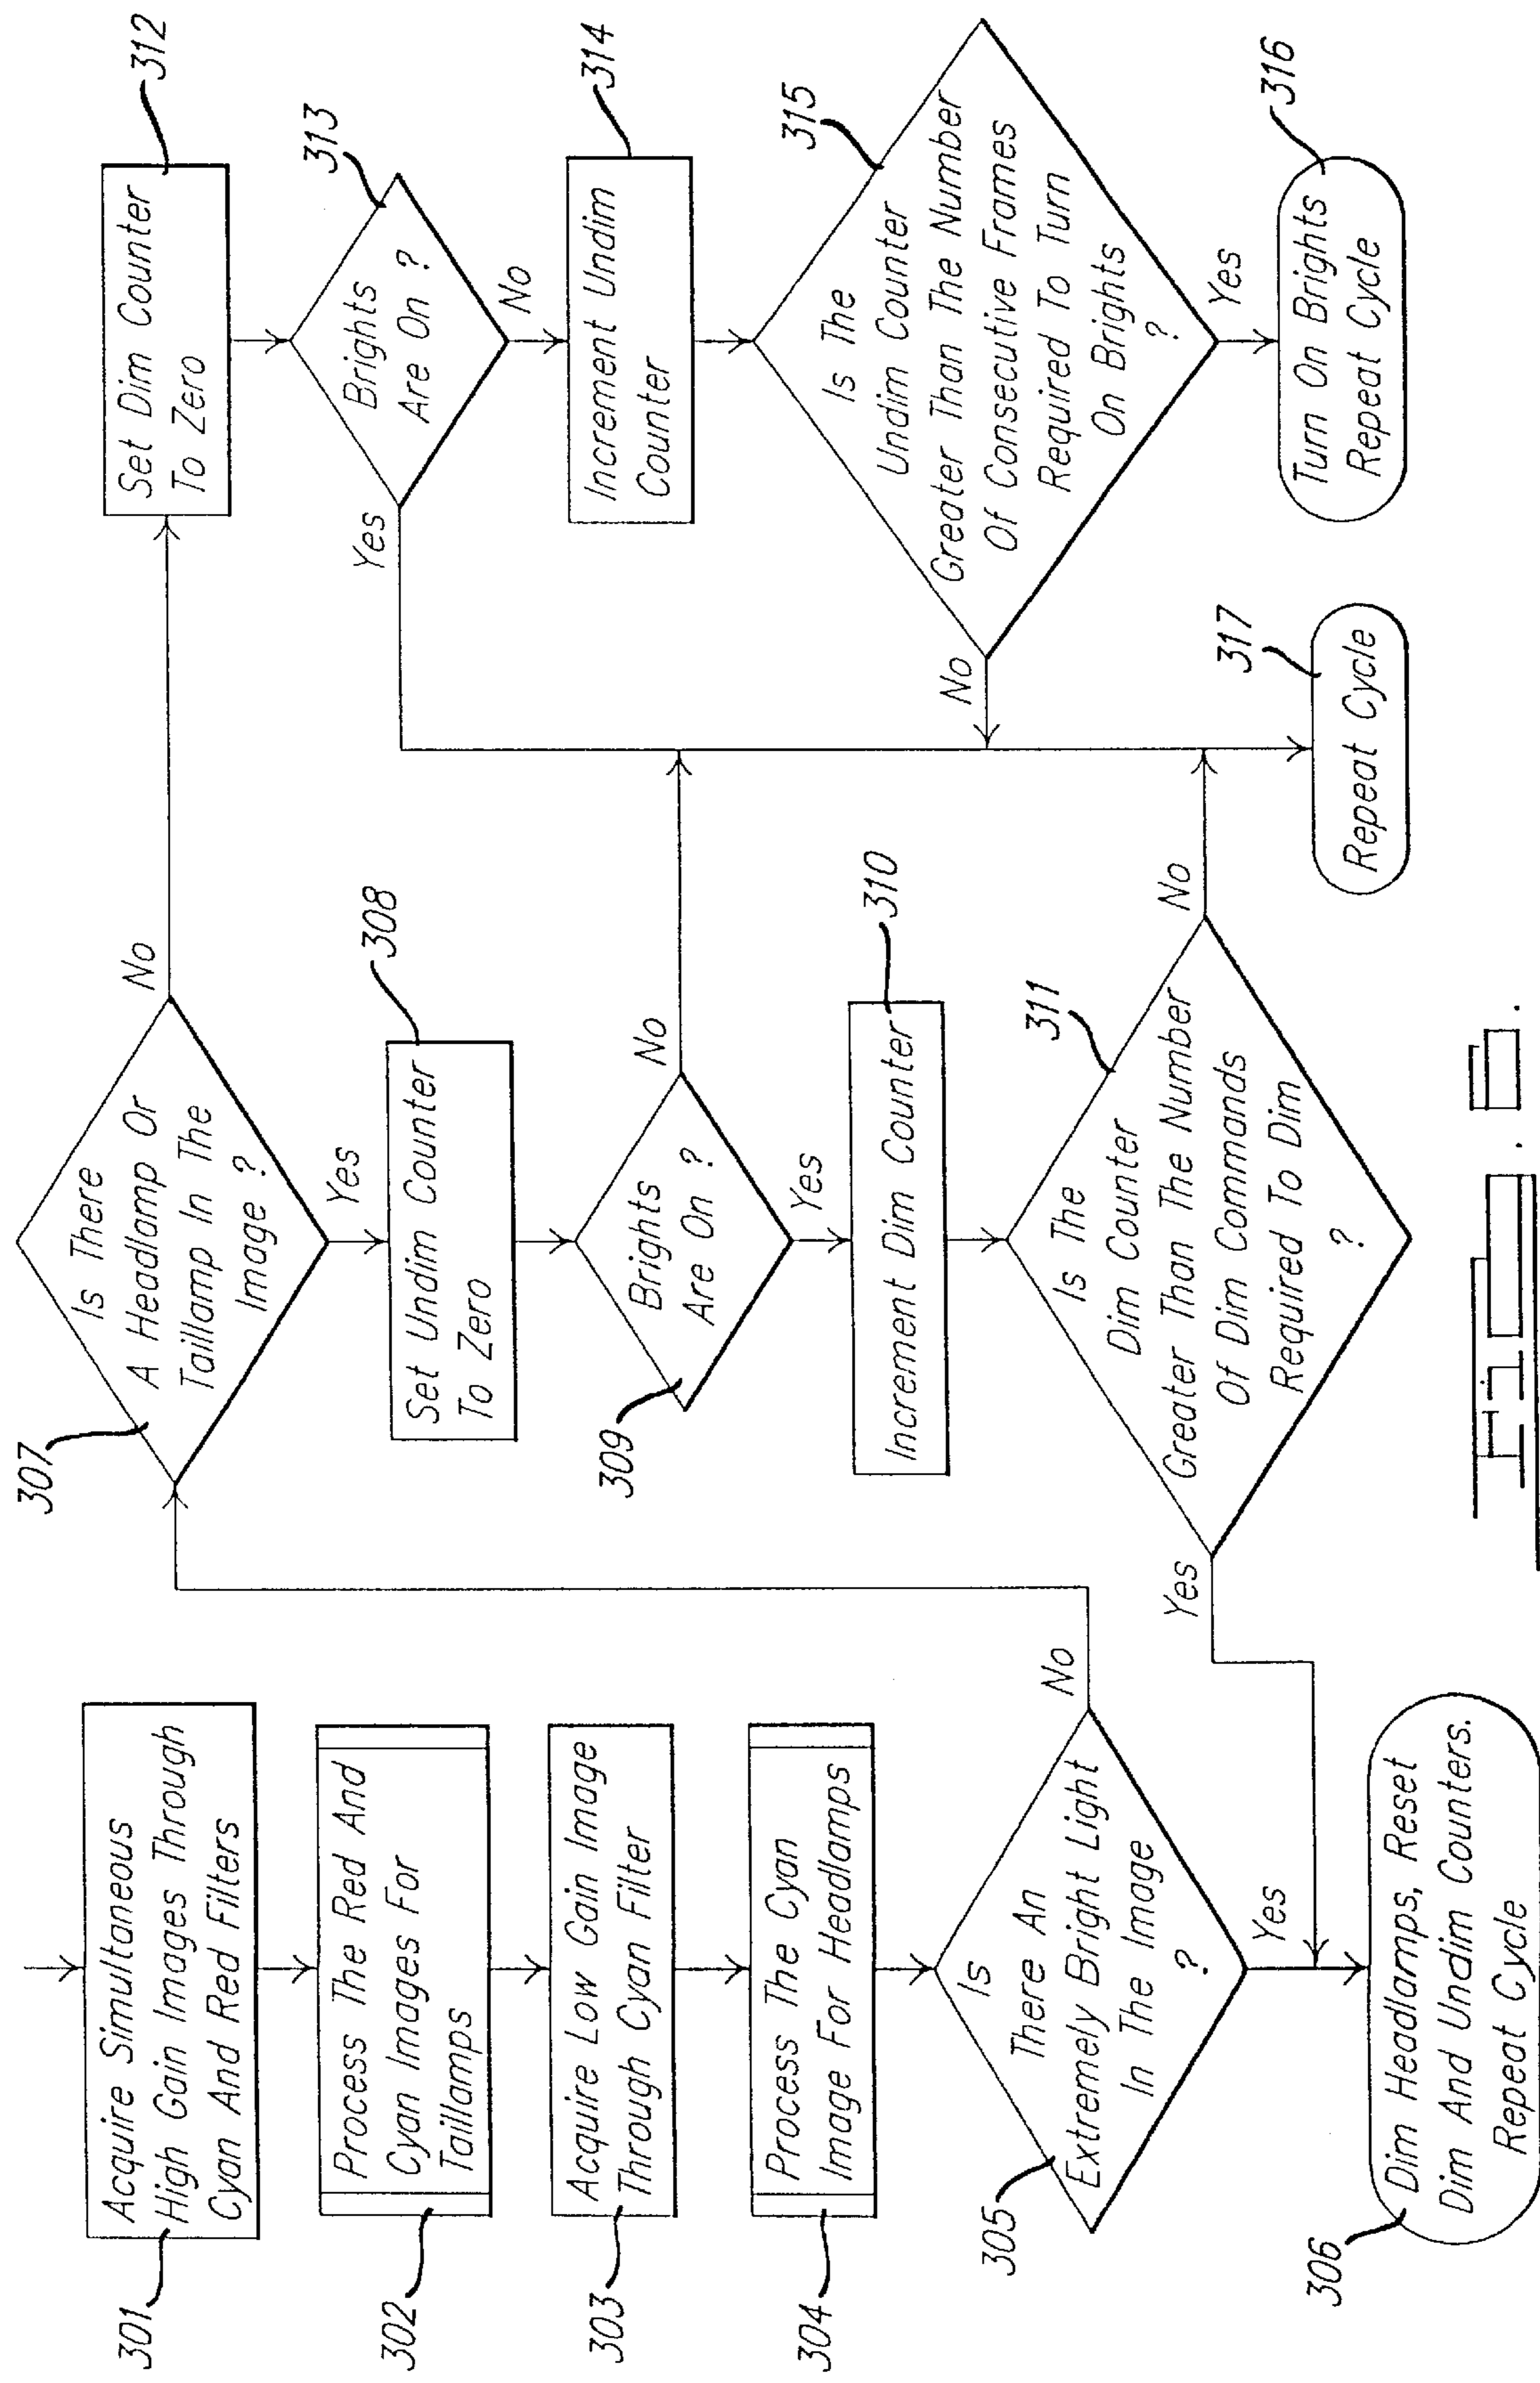 301
Acquire Simultaneous
High Gain Images Through
Cyan And Red Filters
302
Process The Red And
Cyan Images For
Taillamps
303
Acquire Low Gain Image
Through Cyan Filter
304
Process The Cyan
Image For Headlamps
305
Is
There An
Extremely Bright Light
In The Image
?
No
Yes
306
Dim Headlamps, Reset
Dim And Undim Counters.
Repeat Cycle
307
Is There
A Headlamp Or
Taillamp In The
Image ?
No
Yes
308
Set Undim Counter
To Zero
309
Brights
Are On ?
No
Yes
310
Increment Dim Counter
311
Is The
Dim Counter
Greater Than The Number
Of Dim Commands
Required To Dim
?
Yes
No
312
Set Dim Counter
To Zero
313
Brights
Are On ?
Yes
No
314
Increment Undim
Counter
315
Is The
Undim Counter
Greater Than The Number
Of Consecutive Frames
Required To Turn
On Brights
?
No
Yes
316
Turn On Brights
Repeat Cycle
317
Repeat Cycle